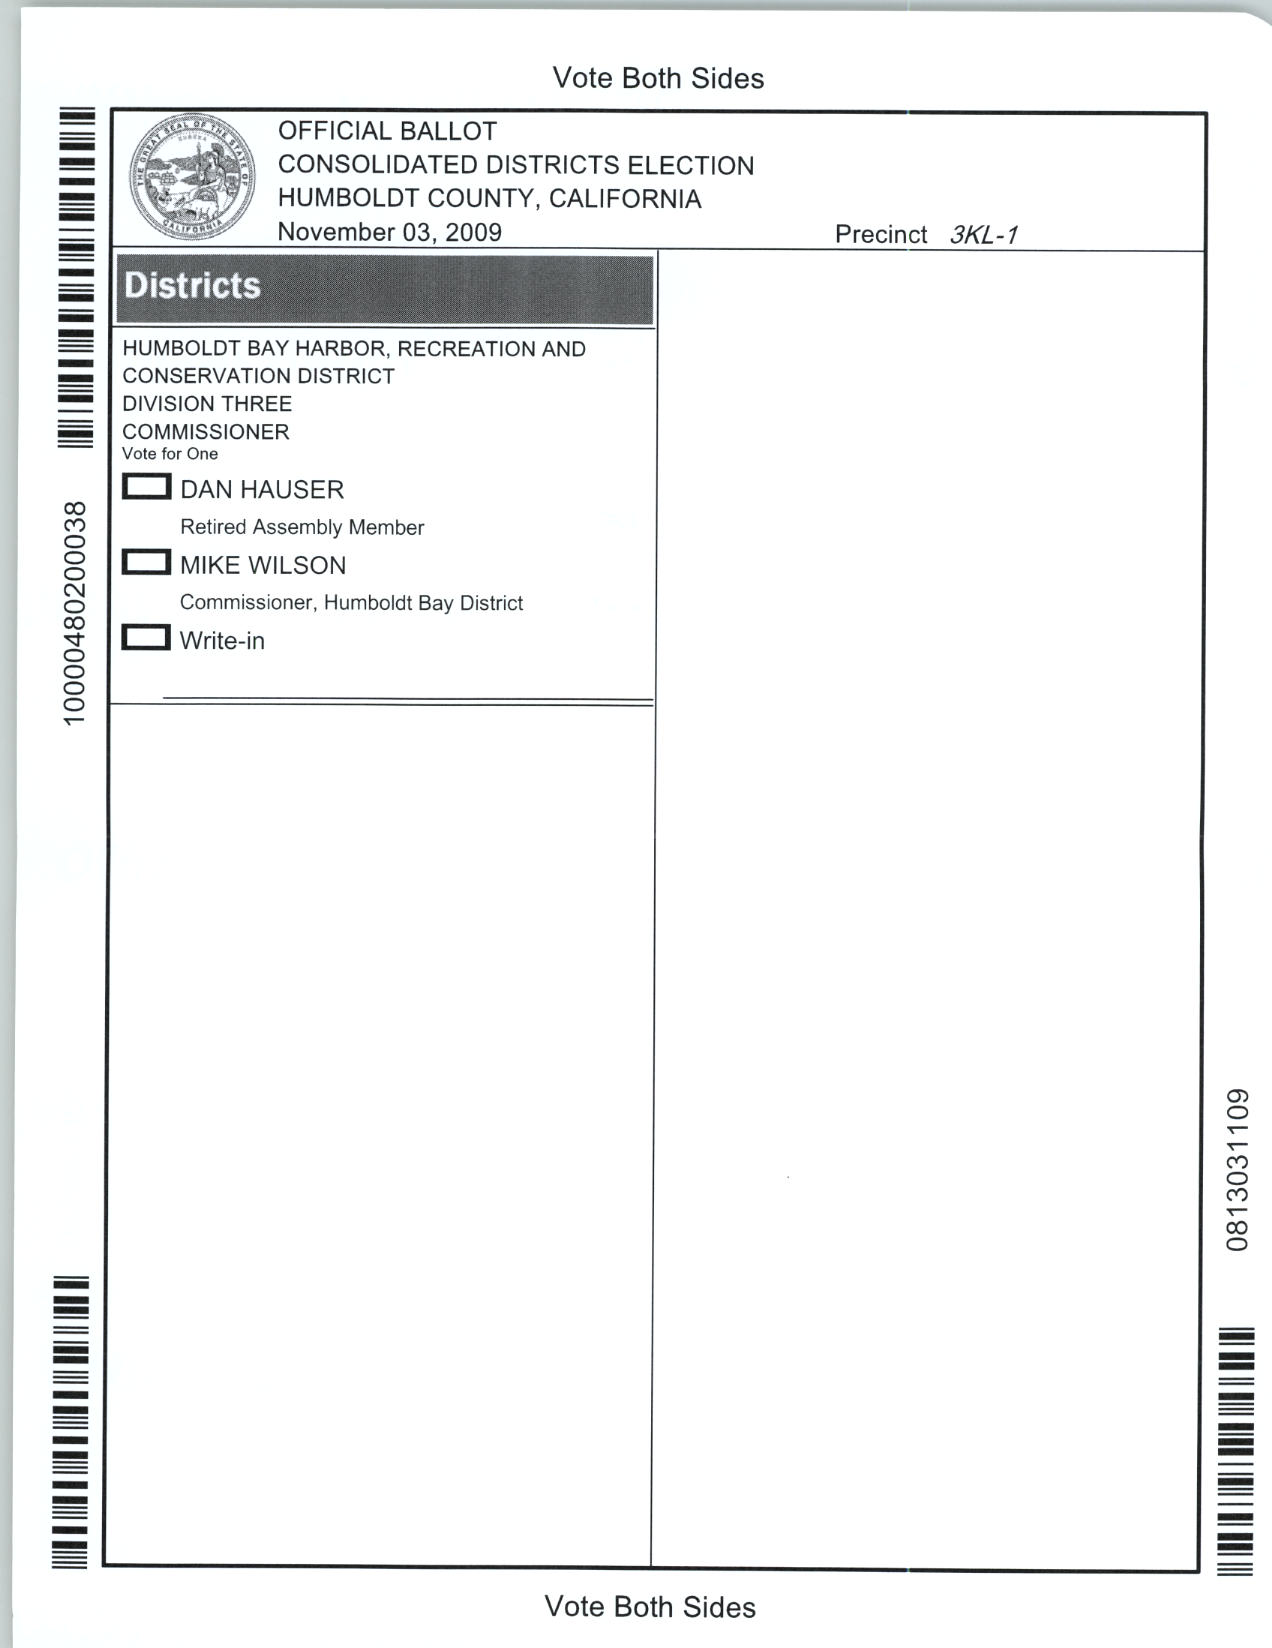 Vote Both Sides
THE GREAT SEAL OF THE STATE OF CALIFORNIA
EUREKA
OFFICIAL BALLOT
CONSOLIDATED DISTRICTS ELECTION
HUMBOLDT COUNTY, CALIFORNIA
November 03, 2009
Precinct 3KL-1
Districts
HUMBOLDT BAY HARBOR, RECREATION AND
CONSERVATION DISTRICT
DIVISION THREE
COMMISSIONER
Vote for One
DAN HAUSER
Retired Assembly Member
MIKE WILSON
Commissioner, Humboldt Bay District
Write-in
10000480200038
0813031109
Vote Both Sides